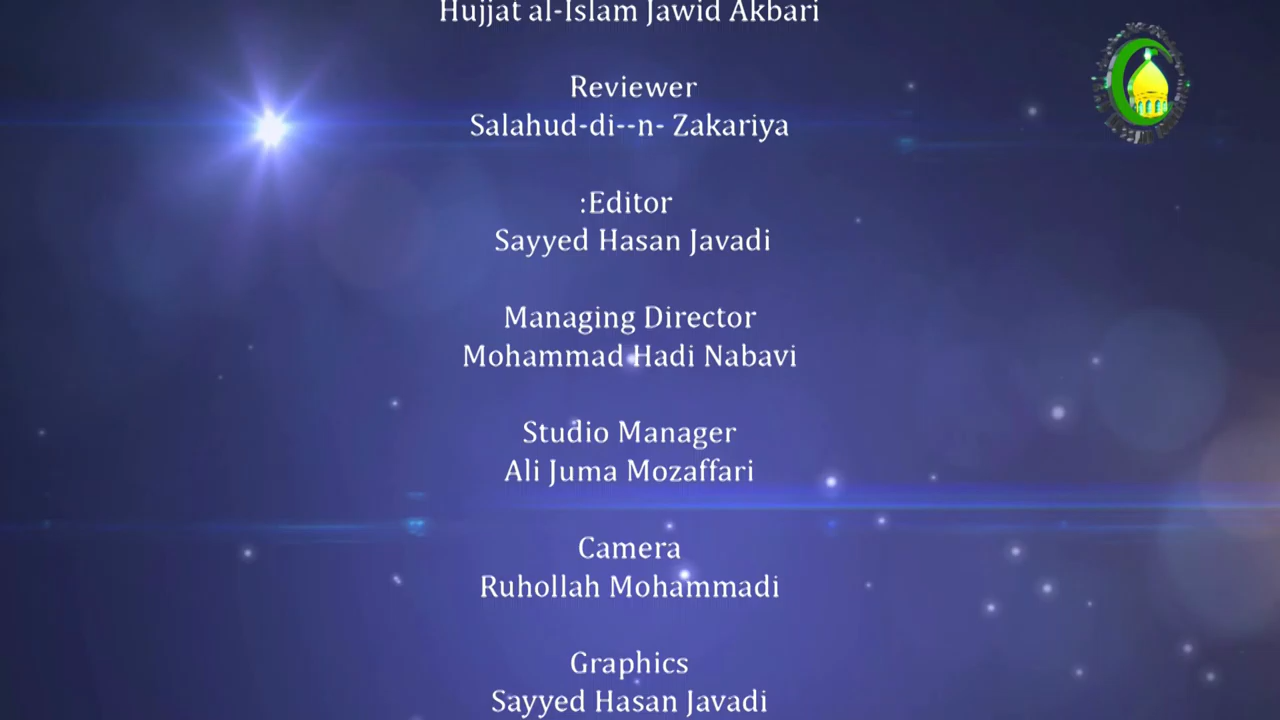 Hujjat al-Islam Jawid Akbari
Reviewer
Salahud-di--n- Zakariya
:Editor
Sayyed Hasan Javadi
Managing Director
Mohammad Hadi Nabavi
Studio Manager
Ali Juma Mozaffari
Camera
Ruhollah Mohammadi
Graphics
Sayyed Hasan Javadi